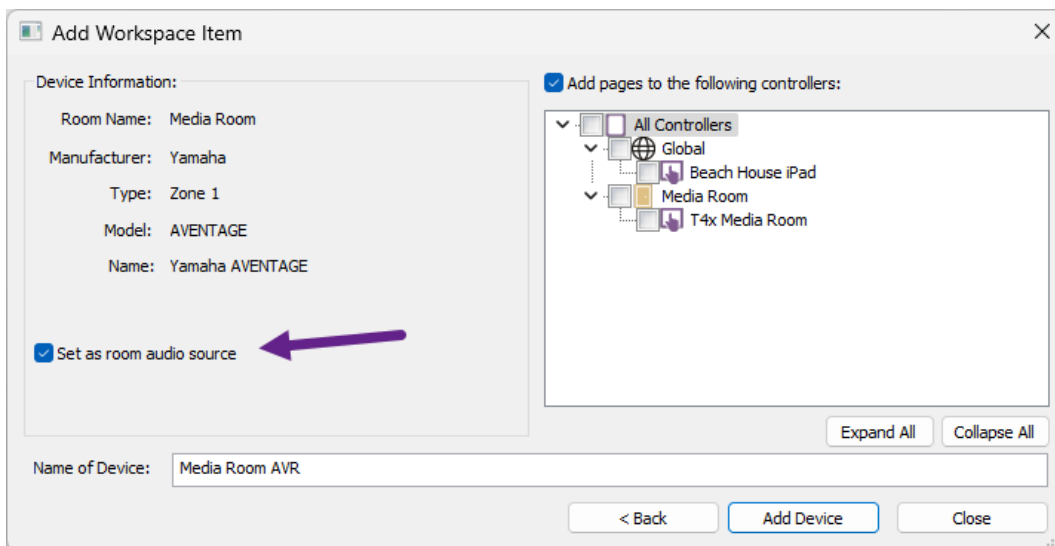 Add Workspace Item
Device Information:
Room Name: Media Room
Manufacturer: Yamaha
Type: Zone 1
Model: AVENTAGE
Name: Yamaha AVENTAGE
Set as room audio source
Add pages to the following controllers:
All Controllers
Global
Beach House iPad
Media Room
T4x Media Room
Expand All
Collapse All
Name of Device: Media Room AVR
< Back
Add Device
Close